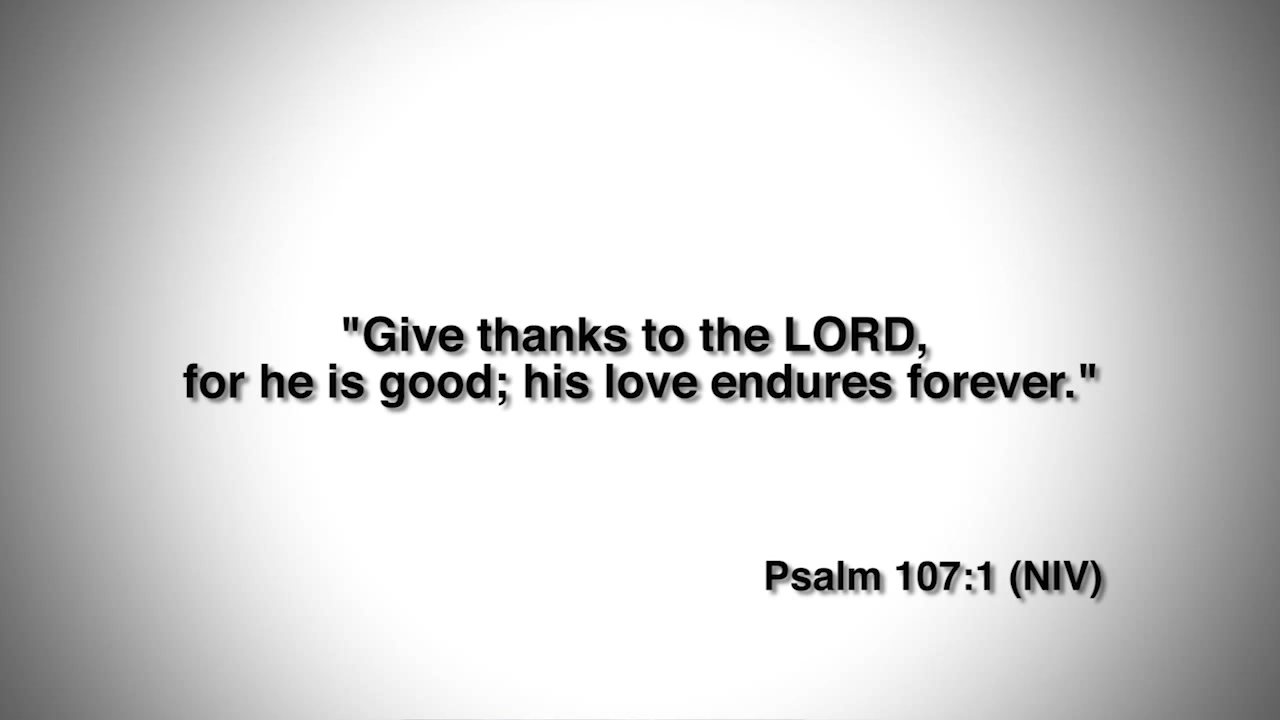 "Give thanks to the LORD,
for he is good; his love endures forever."
Psalm 107:1 (NIV)